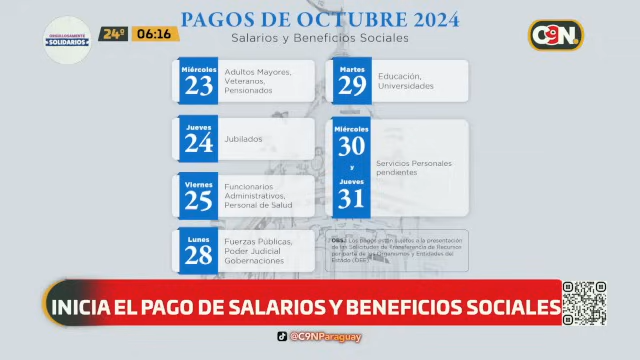 ORGULLOSAMENTE
SOLIDARIOS
24º
06:16
C9N
PAGOS DE OCTUBRE 2024
Salarios y Beneficios Sociales
Miércoles
23
Adultos Mayores,
Veteranos,
Pensionados
Jueves
24
Jubilados
Viernes
25
Funcionarios
Administrativos,
Personal de Salud
Lunes
28
Fuerzas Públicas,
Poder Judicial
Gobernaciones
Martes
29
Educación,
Universidades
Miércoles
30
y
Jueves
31
Servicios Personales
pendientes
OBS.: Los pagos están sujetos a la presentación
de las Solicitudes de Transferencia de Recursos
por parte de los Organismos y Entidades del
Estado (OEE)
INICIA EL PAGO DE SALARIOS Y BENEFICIOS SOCIALES
@C9NParaguay